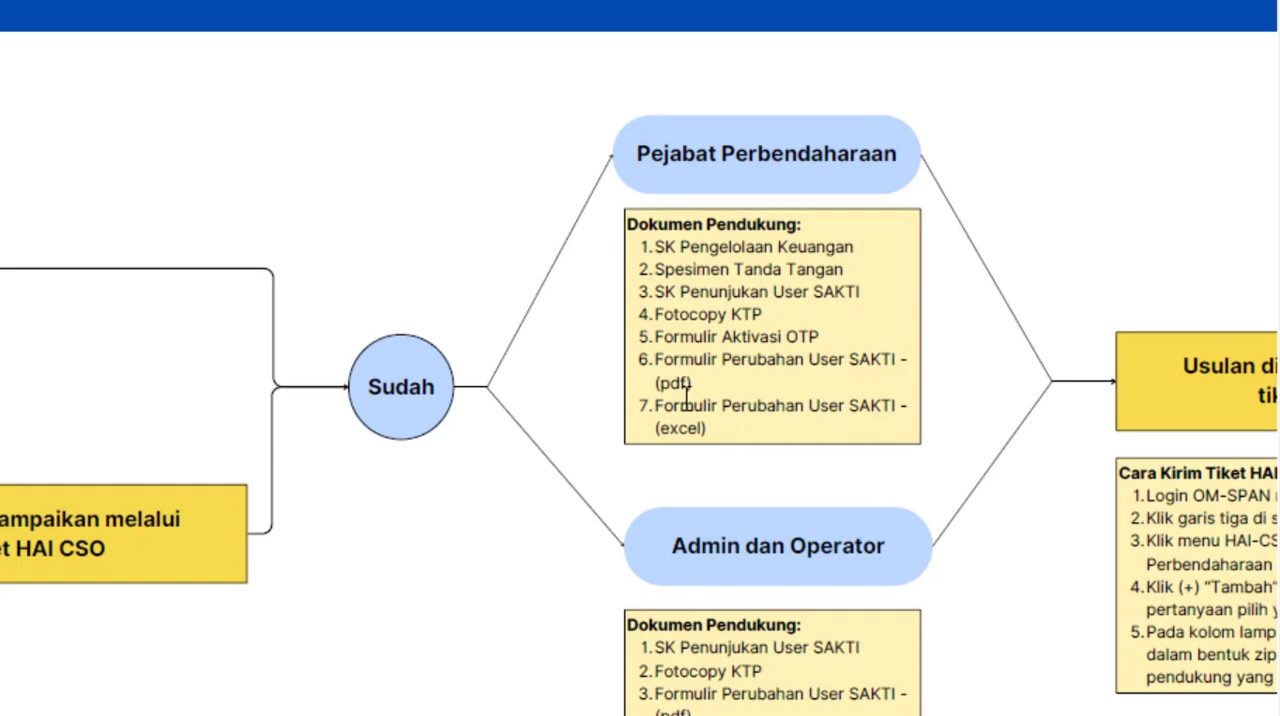 Pejabat Perbendaharaan
Dokumen Pendukung:
1. SK Pengelolaan Keuangan
2. Spesimen Tanda Tangan
3. SK Penunjukan User SAKTI
4. Fotocopy KTP
5. Formulir Aktivasi OTP
6. Formulir Perubahan User SAKTI -
(pdf)
7. Formulir Perubahan User SAKTI -
(excel)
Sudah
ampaikan melalui
et HAI CSO
Admin dan Operator
Dokumen Pendukung:
1. SK Penunjukan User SAKTI
2. Fotocopy KTP
3. Formulir Perubahan User SAKTI -
(pdf)
Usulan di
tik
Cara Kirim Tiket HAI
1. Login OM-SPAN
2. Klik garis tiga di s
3. Klik menu HAI-CS
Perbendaharaan
4. Klik (+) "Tambah"
pertanyaan pilih y
5. Pada kolom lamp
dalam bentuk zip
pendukung yang